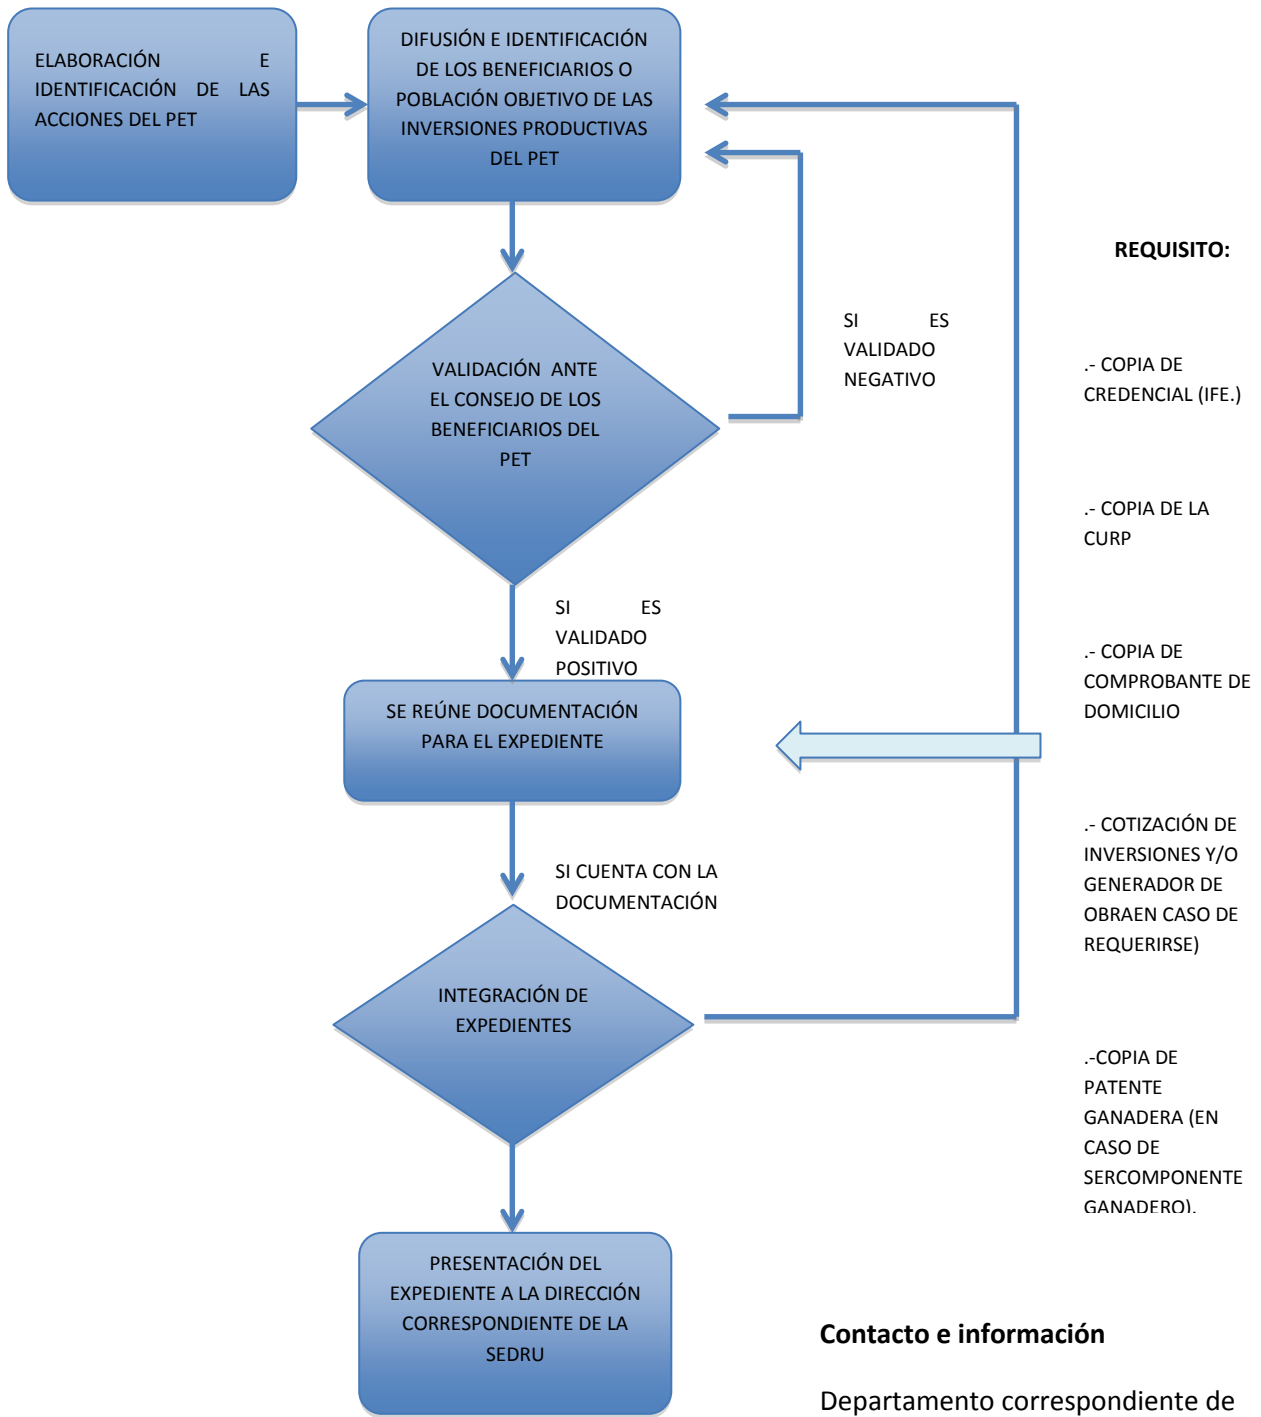 ELABORACIÓN E
IDENTIFICACIÓN DE LAS
ACCIONES DEL PET
DIFUSIÓN E IDENTIFICACIÓN
DE LOS BENEFICIARIOS O
POBLACIÓN OBJETIVO DE LAS
INVERSIONES PRODUCTIVAS
DEL PET
VALIDACIÓN ANTE
EL CONSEJO DE LOS
BENEFICIARIOS DEL
PET
SI ES
VALIDADO
NEGATIVO
SI ES
VALIDADO
POSITIVO
SE REÚNE DOCUMENTACIÓN
PARA EL EXPEDIENTE
SI CUENTA CON LA
DOCUMENTACIÓN
INTEGRACIÓN DE
EXPEDIENTES
PRESENTACIÓN DEL
EXPEDIENTE A LA DIRECCIÓN
CORRESPONDIENTE DE LA
SEDRU
REQUISITO:
.- COPIA DE
CREDENCIAL (IFE.)
.- COPIA DE LA
CURP
.- COPIA DE
COMPROBANTE DE
DOMICILIO
.- COTIZACIÓN DE
INVERSIONES Y/O
GENERADOR DE
OBRAEN CASO DE
REQUERIRSE)
.-COPIA DE
PATENTE
GANADERA (EN
CASO DE
SERCOMPONENTE
GANADERO).
Contacto e información
Departamento correspondiente de